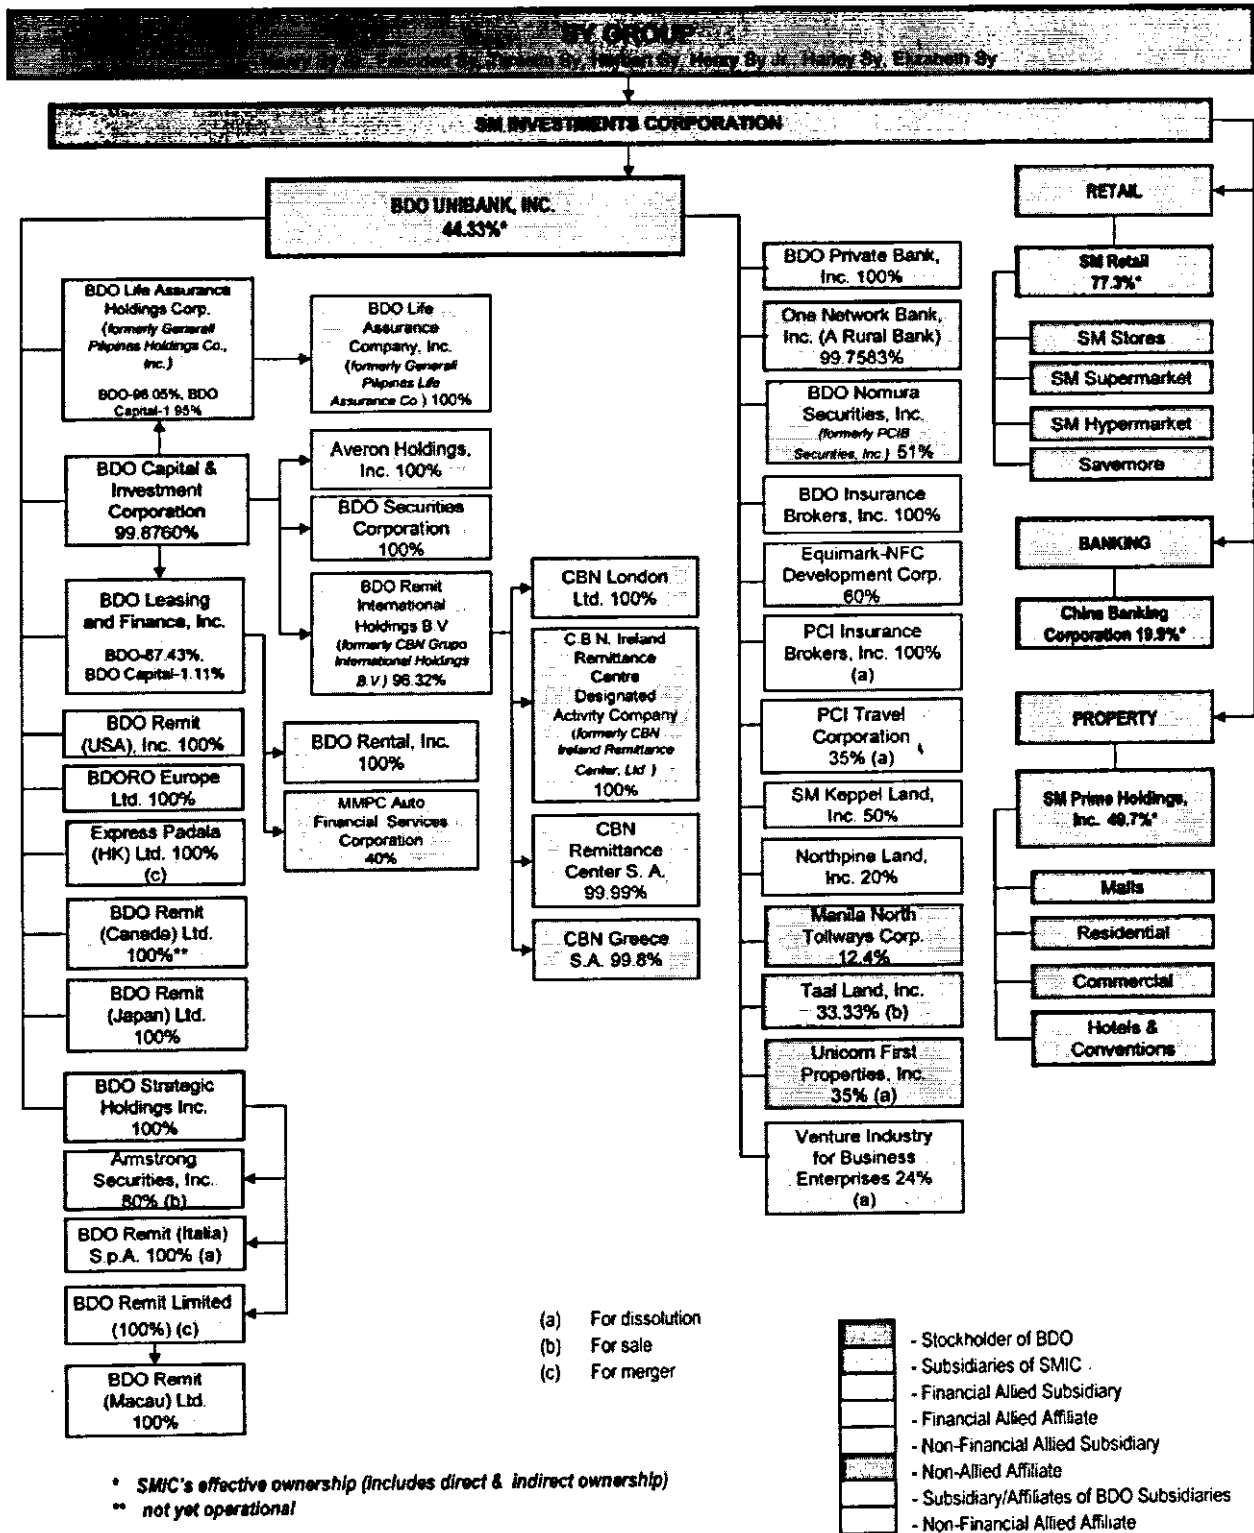 SY GROUP
Henry Sy Jr., Harley Sy, Elizabeth Sy
SM INVESTMENTS CORPORATION
BDO UNIBANK, INC.
44.33%*
BDO Life Assurance
Holdings Corp.
(formerly Generali
Pilipinas Holdings Co.,
Inc.)
BDO-98.05%, BDO
Capital-1.95%
BDO Life
Assurance
Company, Inc.
(formerly Generali
Pilipinas Life
Assurance Co.) 100%
BDO Capital &
Investment
Corporation
99.8760%
Averon Holdings,
Inc. 100%
BDO Securities
Corporation
100%
BDO Remit
International
Holdings B.V
(formerly CBN Grupo
International Holdings
B.V.) 96.32%
CBN London
Ltd. 100%
C.B N. Ireland
Remittance
Centre
Designated
Activity Company
(formerly CBN
Ireland Remittance
Center, Ltd )
100%
CBN
Remittance
Center S. A.
99.99%
CBN Greece
S.A. 99.8%
BDO Leasing
and Finance, Inc.
BDO-87.43%,
BDO Capital-1.11%
BDO Rental, Inc.
100%
MMPC Auto
Financial Services
Corporation
40%
BDO Remit
(USA), Inc. 100%
BDORO Europe
Ltd. 100%
Express Padala
(HK) Ltd. 100%
(c)
BDO Remit
(Canada) Ltd.
100%**
BDO Remit
(Japan) Ltd.
100%
BDO Strategic
Holdings Inc.
100%
Armstrong
Securities, Inc.
80% (b)
BDO Remit (Italia)
S.p.A. 100% (a)
BDO Remit Limited
(100%) (c)
BDO Remit
(Macau) Ltd.
100%
BDO Private Bank,
Inc. 100%
One Network Bank,
Inc. (A Rural Bank)
99.7583%
BDO Nomura
Securities, Inc.
(formerly PCIB
Securities, Inc.) 51%
BDO Insurance
Brokers, Inc. 100%
Equimark-NFC
Development Corp.
60%
PCI Insurance
Brokers, Inc. 100%
(a)
PCI Travel
Corporation
35% (a)
SM Keppel Land,
Inc. 50%
Northpine Land,
Inc. 20%
Manila North
Tollways Corp.
12.4%
Taal Land, Inc.
33.33% (b)
Unicorn First
Properties, Inc.
35% (a)
Venture Industry
for Business
Enterprises 24%
(a)
RETAIL
SM Retail
77.3%*
SM Stores
SM Supermarket
SM Hypermarket
Savemore
BANKING
China Banking
Corporation 19.9%*
PROPERTY
SM Prime Holdings,
Inc. 49.7%*
Malls
Residential
Commercial
Hotels &
Conventions
(a) For dissolution
(b) For sale
(c) For merger
- Stockholder of BDO
- Subsidiaries of SMIC
- Financial Allied Subsidiary
- Financial Allied Affiliate
- Non-Financial Allied Subsidiary
- Non-Allied Affiliate
- Subsidiary/Affiliates of BDO Subsidiaries
- Non-Financial Allied Affiliate
* SMIC's effective ownership (includes direct & indirect ownership)
** not yet operational